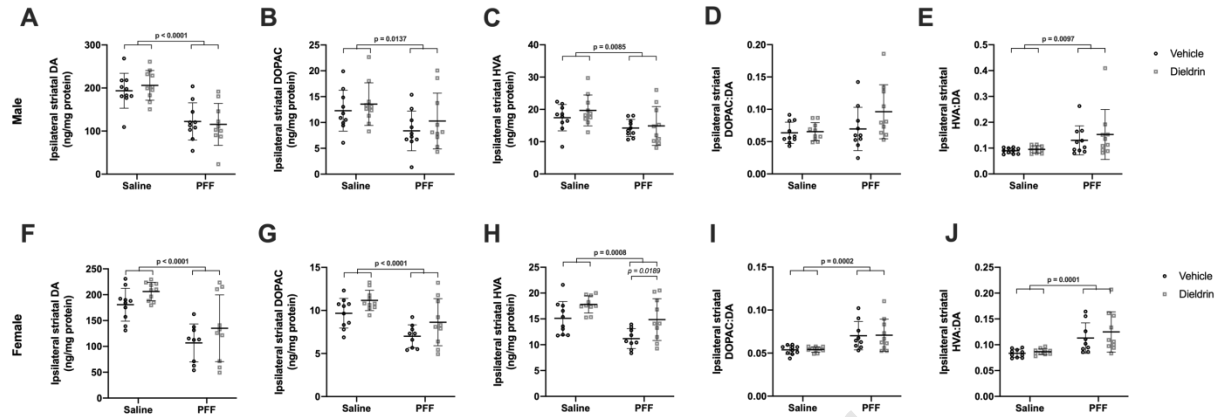 A
B
C
D
E
Male
Ipsilateral striatal DA
(ng/mg protein)
300
200
100
0
p < 0.0001
Saline
PFF
Ipsilateral striatal DOPAC
(ng/mg protein)
25
20
15
10
5
0
p = 0.0137
Saline
PFF
Ipsilateral striatal HVA
(ng/mg protein)
40
30
20
10
0
p = 0.0085
Saline
PFF
Ipsilateral striatal
DOPAC:DA
0.20
0.15
0.10
0.05
0.00
Saline
PFF
Ipsilateral striatal
HVA:DA
0.5
0.4
0.3
0.2
0.1
0.0
p = 0.0097
Saline
PFF
Vehicle
Dieldrin
F
G
H
I
J
Female
Ipsilateral striatal DA
(ng/mg protein)
250
200
150
100
50
0
p < 0.0001
Saline
PFF
Ipsilateral striatal DOPAC
(ng/mg protein)
15
10
5
0
p < 0.0001
Saline
PFF
Ipsilateral striatal HVA
(ng/mg protein)
25
20
15
10
5
0
p = 0.0008
p = 0.0189
Saline
PFF
Ipsilateral striatal
DOPAC:DA
0.15
0.10
0.05
0.00
p = 0.0002
Saline
PFF
Ipsilateral striatal
HVA:DA
0.20
0.15
0.10
0.05
0.00
p = 0.0001
Saline
PFF
Vehicle
Dieldrin